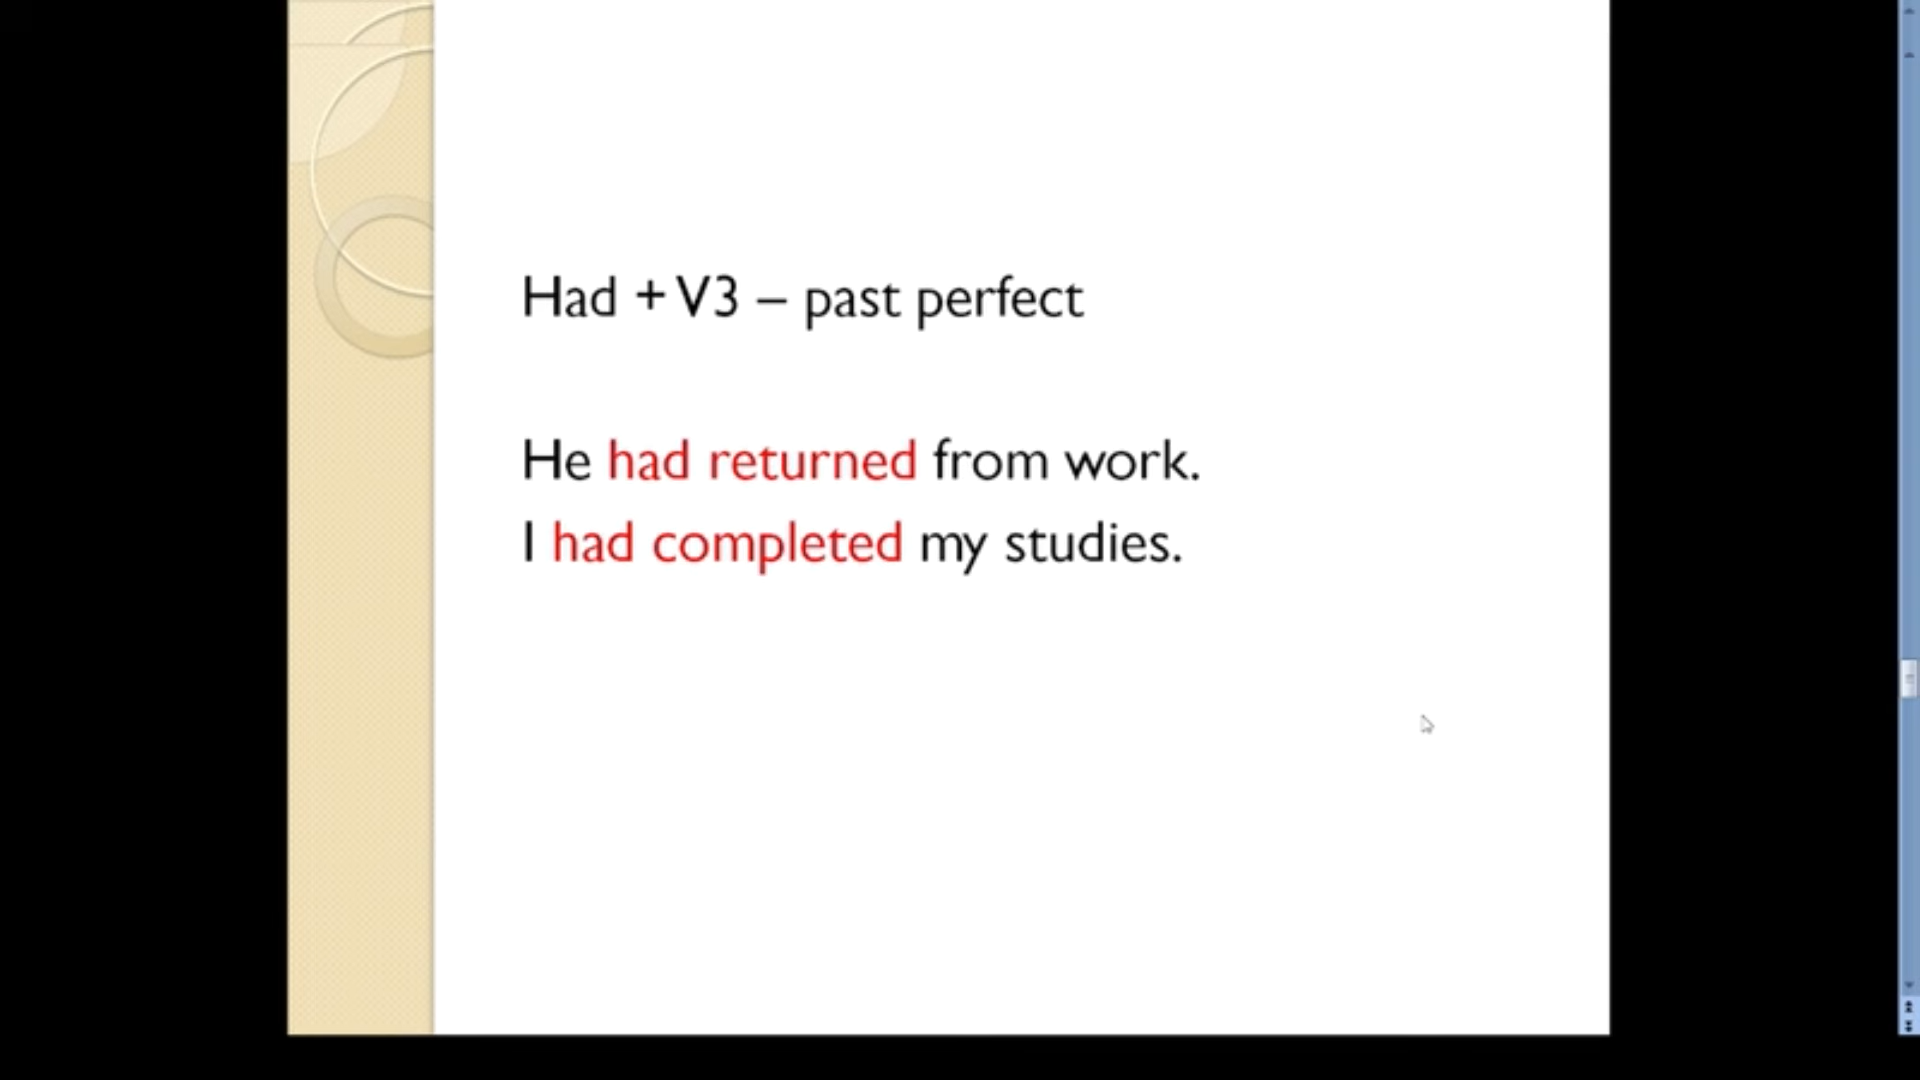 Had + V3 – past perfect
He had returned from work.
I had completed my studies.